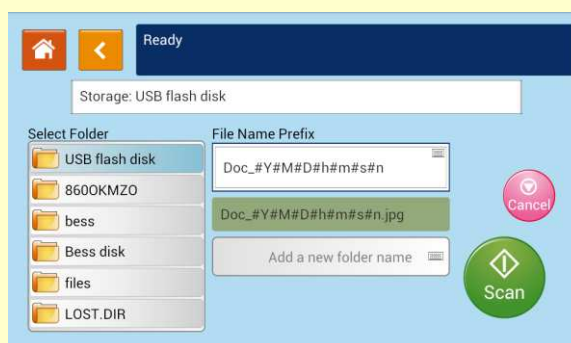 Ready
Storage: USB flash disk
Select Folder
USB flash disk
860OKMZO
bess
Bess disk
files
LOST.DIR
File Name Prefix
Doc_#Y#M#D#h#m#s#n
Doc_#Y#M#D#h#m#s#n.jpg
Add a new folder name
Cancel
Scan